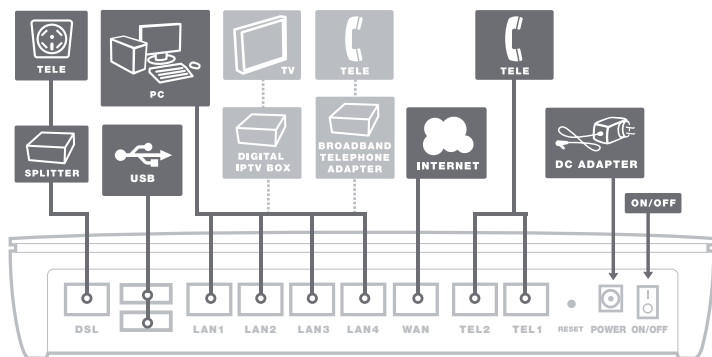 TELE
PC
TV
TELE
TELE
SPLITTER
USB
DIGITAL
IPTV BOX
BROADBAND
TELEPHONE
ADAPTER
INTERNET
DC ADAPTER
ON/OFF
DSL
LAN1
LAN2
LAN3
LAN4
WAN
TEL2
TEL1
RESET
POWER
ON/OFF